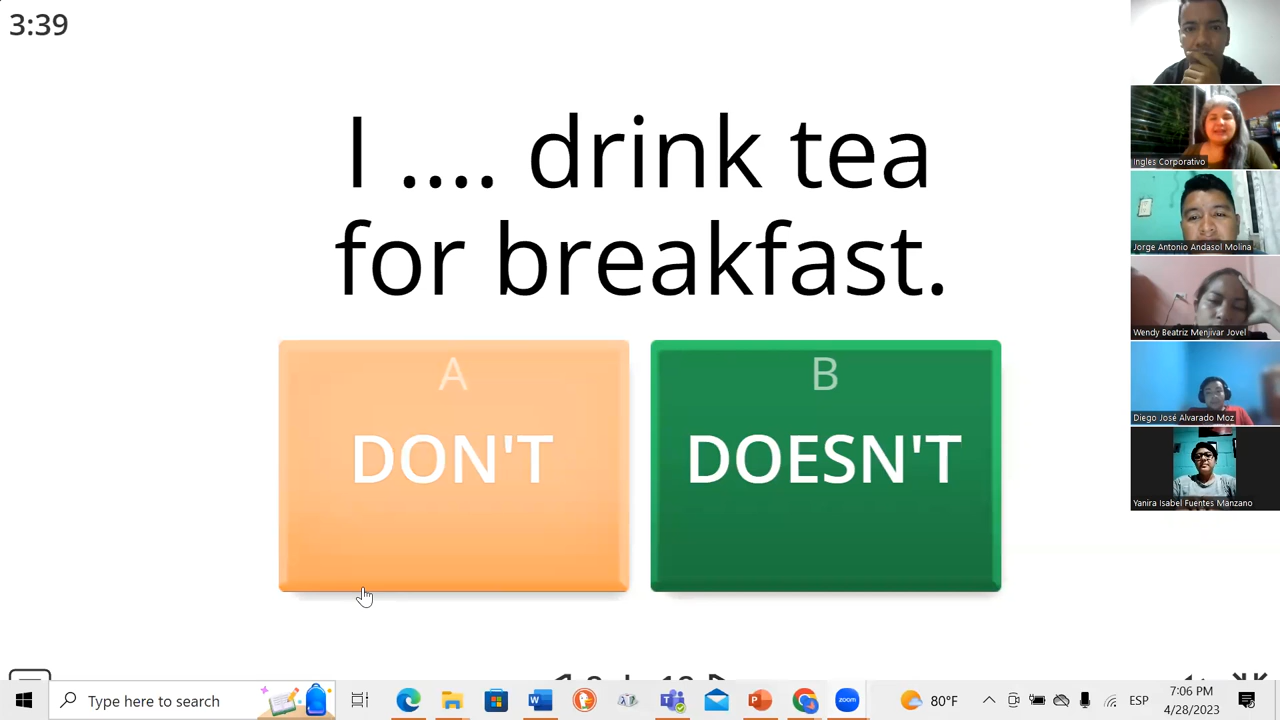 3:39
I .... drink tea
for breakfast.
A
DON'T
B
DOESN'T
Ingles Corporativo
Jorge Antonio Andasol Molina
Wendy Beatriz Menjivar Jovel
Diego José Alvarado Moz
Yanira Isabel Fuentes Manzano
Type here to search
zoom
80°F
ESP
7:06 PM
4/28/2023